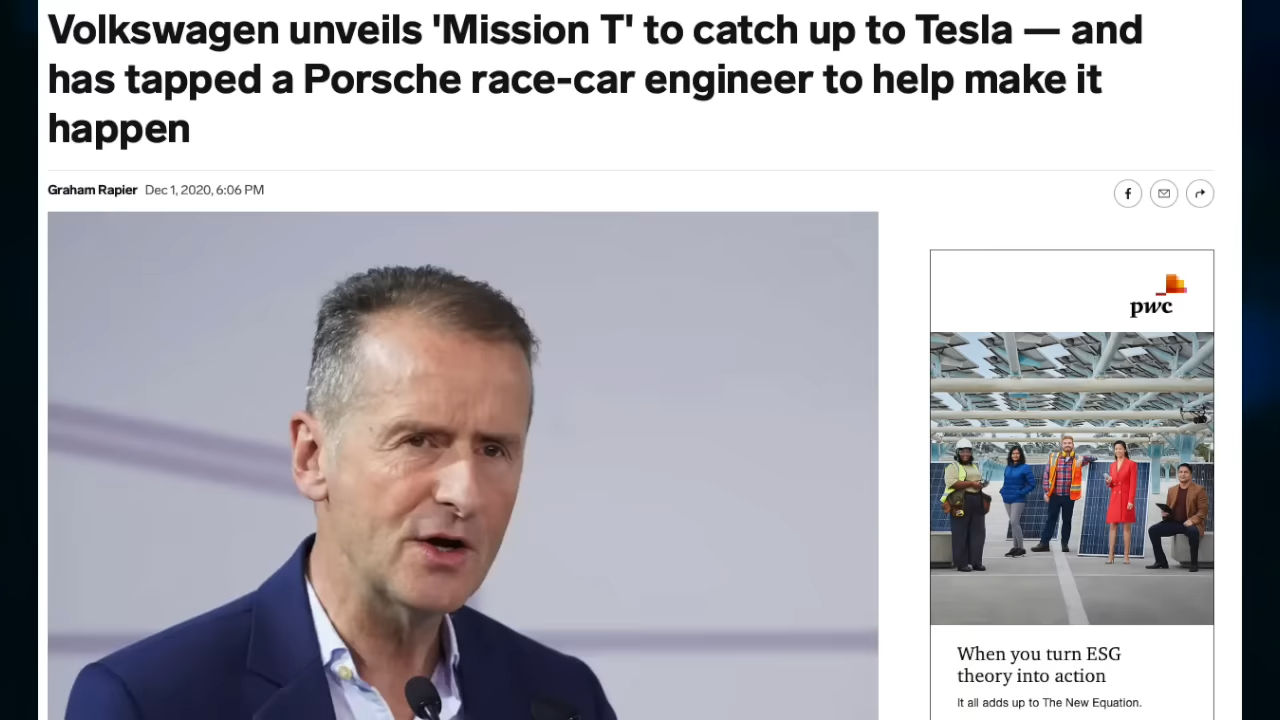 Volkswagen unveils 'Mission T' to catch up to Tesla — and
has tapped a Porsche race-car engineer to help make it
happen
Graham Rapier Dec 1, 2020, 6:06 PM
f
pwc
When you turn ESG
theory into action
It all adds up to The New Equation.